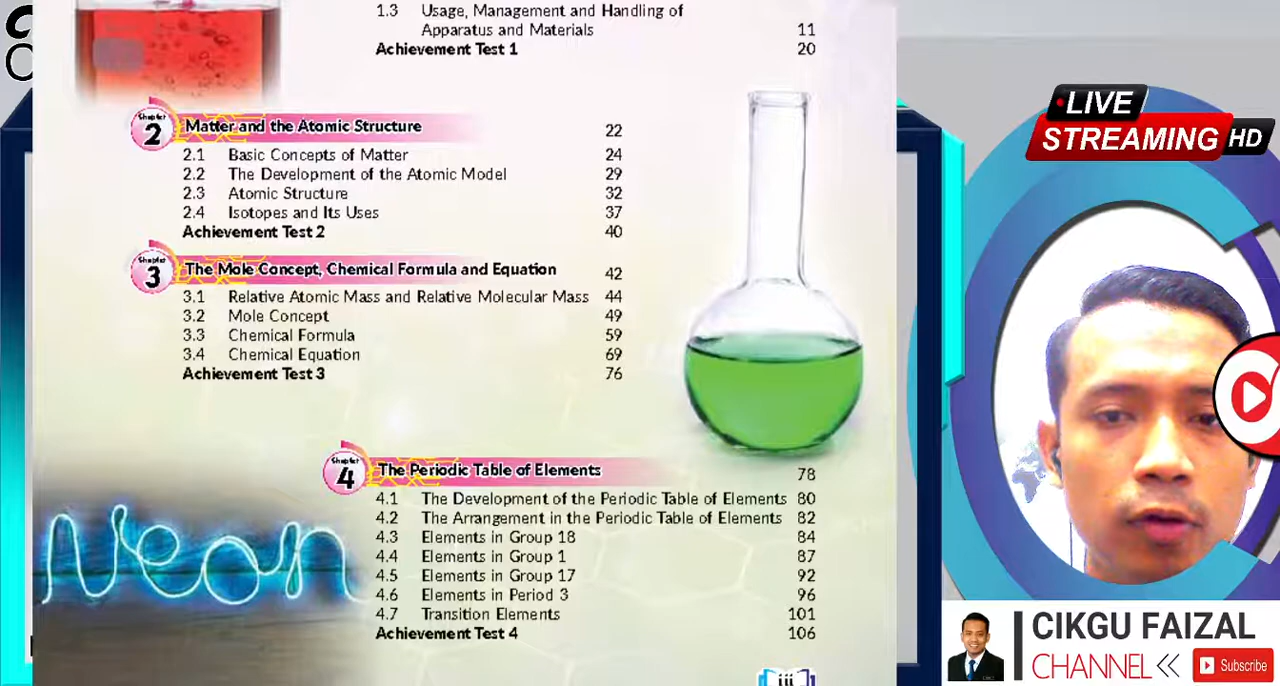 1.3 Usage, Management and Handling of
Apparatus and Materials 11
Achievement Test 1 20
Chapter 2 Matter and the Atomic Structure 22
2.1 Basic Concepts of Matter 24
2.2 The Development of the Atomic Model 29
2.3 Atomic Structure 32
2.4 Isotopes and Its Uses 37
Achievement Test 2 40
Chapter 3 The Mole Concept, Chemical Formula and Equation 42
3.1 Relative Atomic Mass and Relative Molecular Mass 44
3.2 Mole Concept 49
3.3 Chemical Formula 59
3.4 Chemical Equation 69
Achievement Test 3 76
Chapter 4 The Periodic Table of Elements 78
4.1 The Development of the Periodic Table of Elements 80
4.2 The Arrangement in the Periodic Table of Elements 82
4.3 Elements in Group 18 84
4.4 Elements in Group 1 87
4.5 Elements in Group 17 92
4.6 Elements in Period 3 96
4.7 Transition Elements 101
Achievement Test 4 106
Neon
iii
LIVE
STREAMING HD
CIKGU FAIZAL
CHANNEL
Subscribe